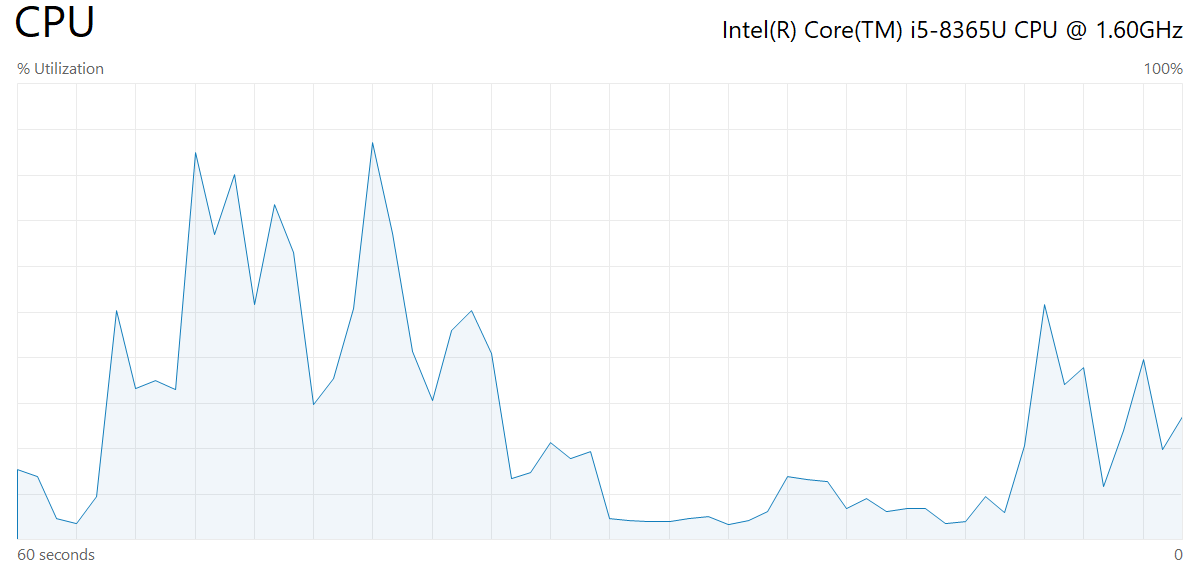 CPU
Intel(R) Core(TM) i5-8365U CPU @ 1.60GHz
% Utilization
100%
60 seconds
0